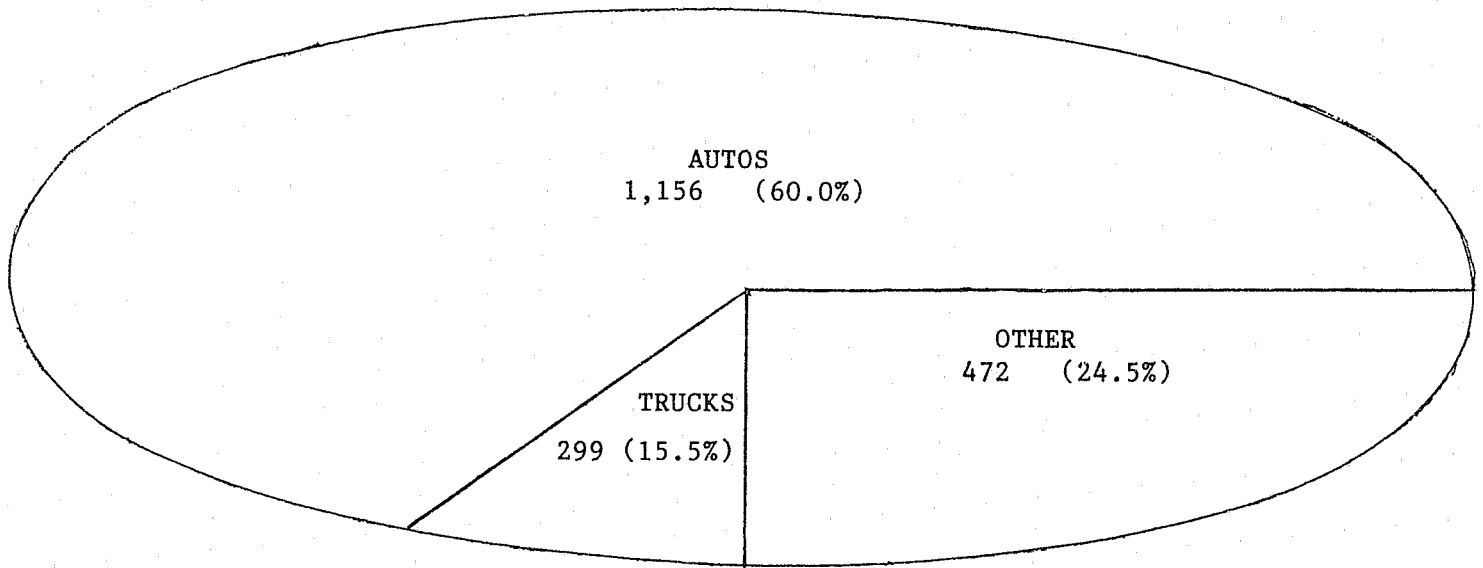 AUTOS
1,156 (60.0%)
OTHER
472 (24.5%)
TRUCKS
299 (15.5%)